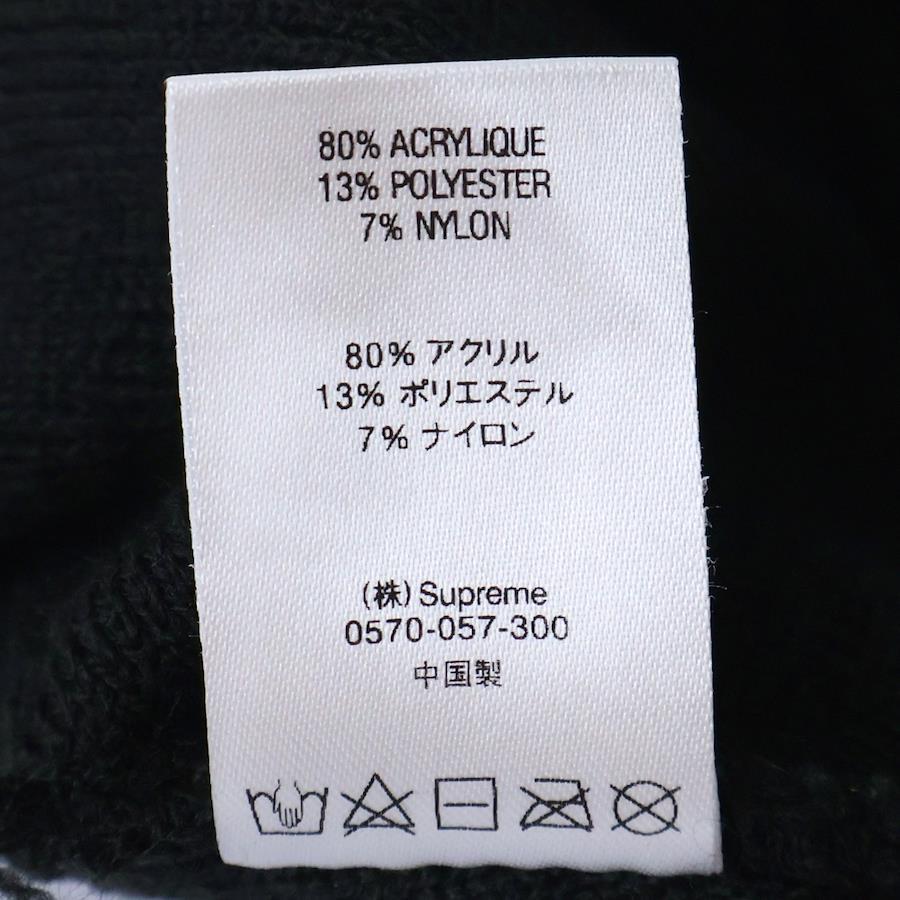 80% ACRYLIQUE
13% POLYESTER
7% NYLON
80% アクリル
13% ポリエステル
7% ナイロン
(株) Supreme
0570-057-300
中国製